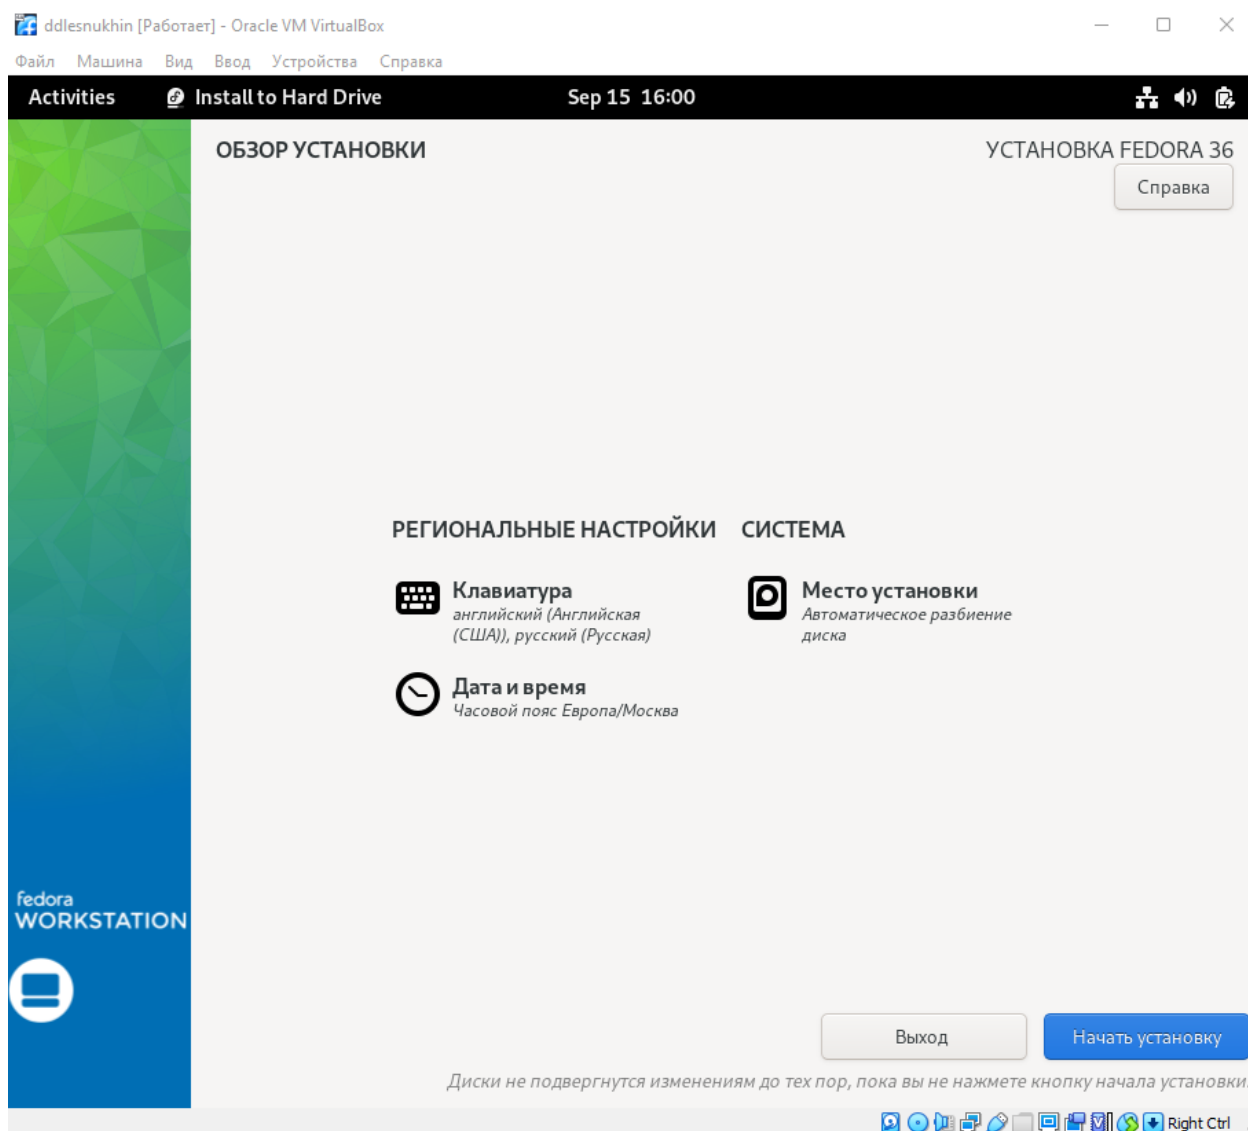 ddlesnukhin [Работает] - Oracle VM VirtualBox
Файл Машина Вид Ввод Устройства Справка
Activities Install to Hard Drive Sep 15 16:00
ОБЗОР УСТАНОВКИ УСТАНОВКА FEDORA 36
Справка
РЕГИОНАЛЬНЫЕ НАСТРОЙКИ СИСТЕМА
Клавиатура
английский (Английская
(США)), русский (Русская)
Место установки
Автоматическое разбиение
диска
Дата и время
Часовой пояс Европа/Москва
fedora
WORKSTATION
Выход Начать установку
Диски не подвергнутся изменениям до тех пор, пока вы не нажмете кнопку начала установки.
Right Ctrl